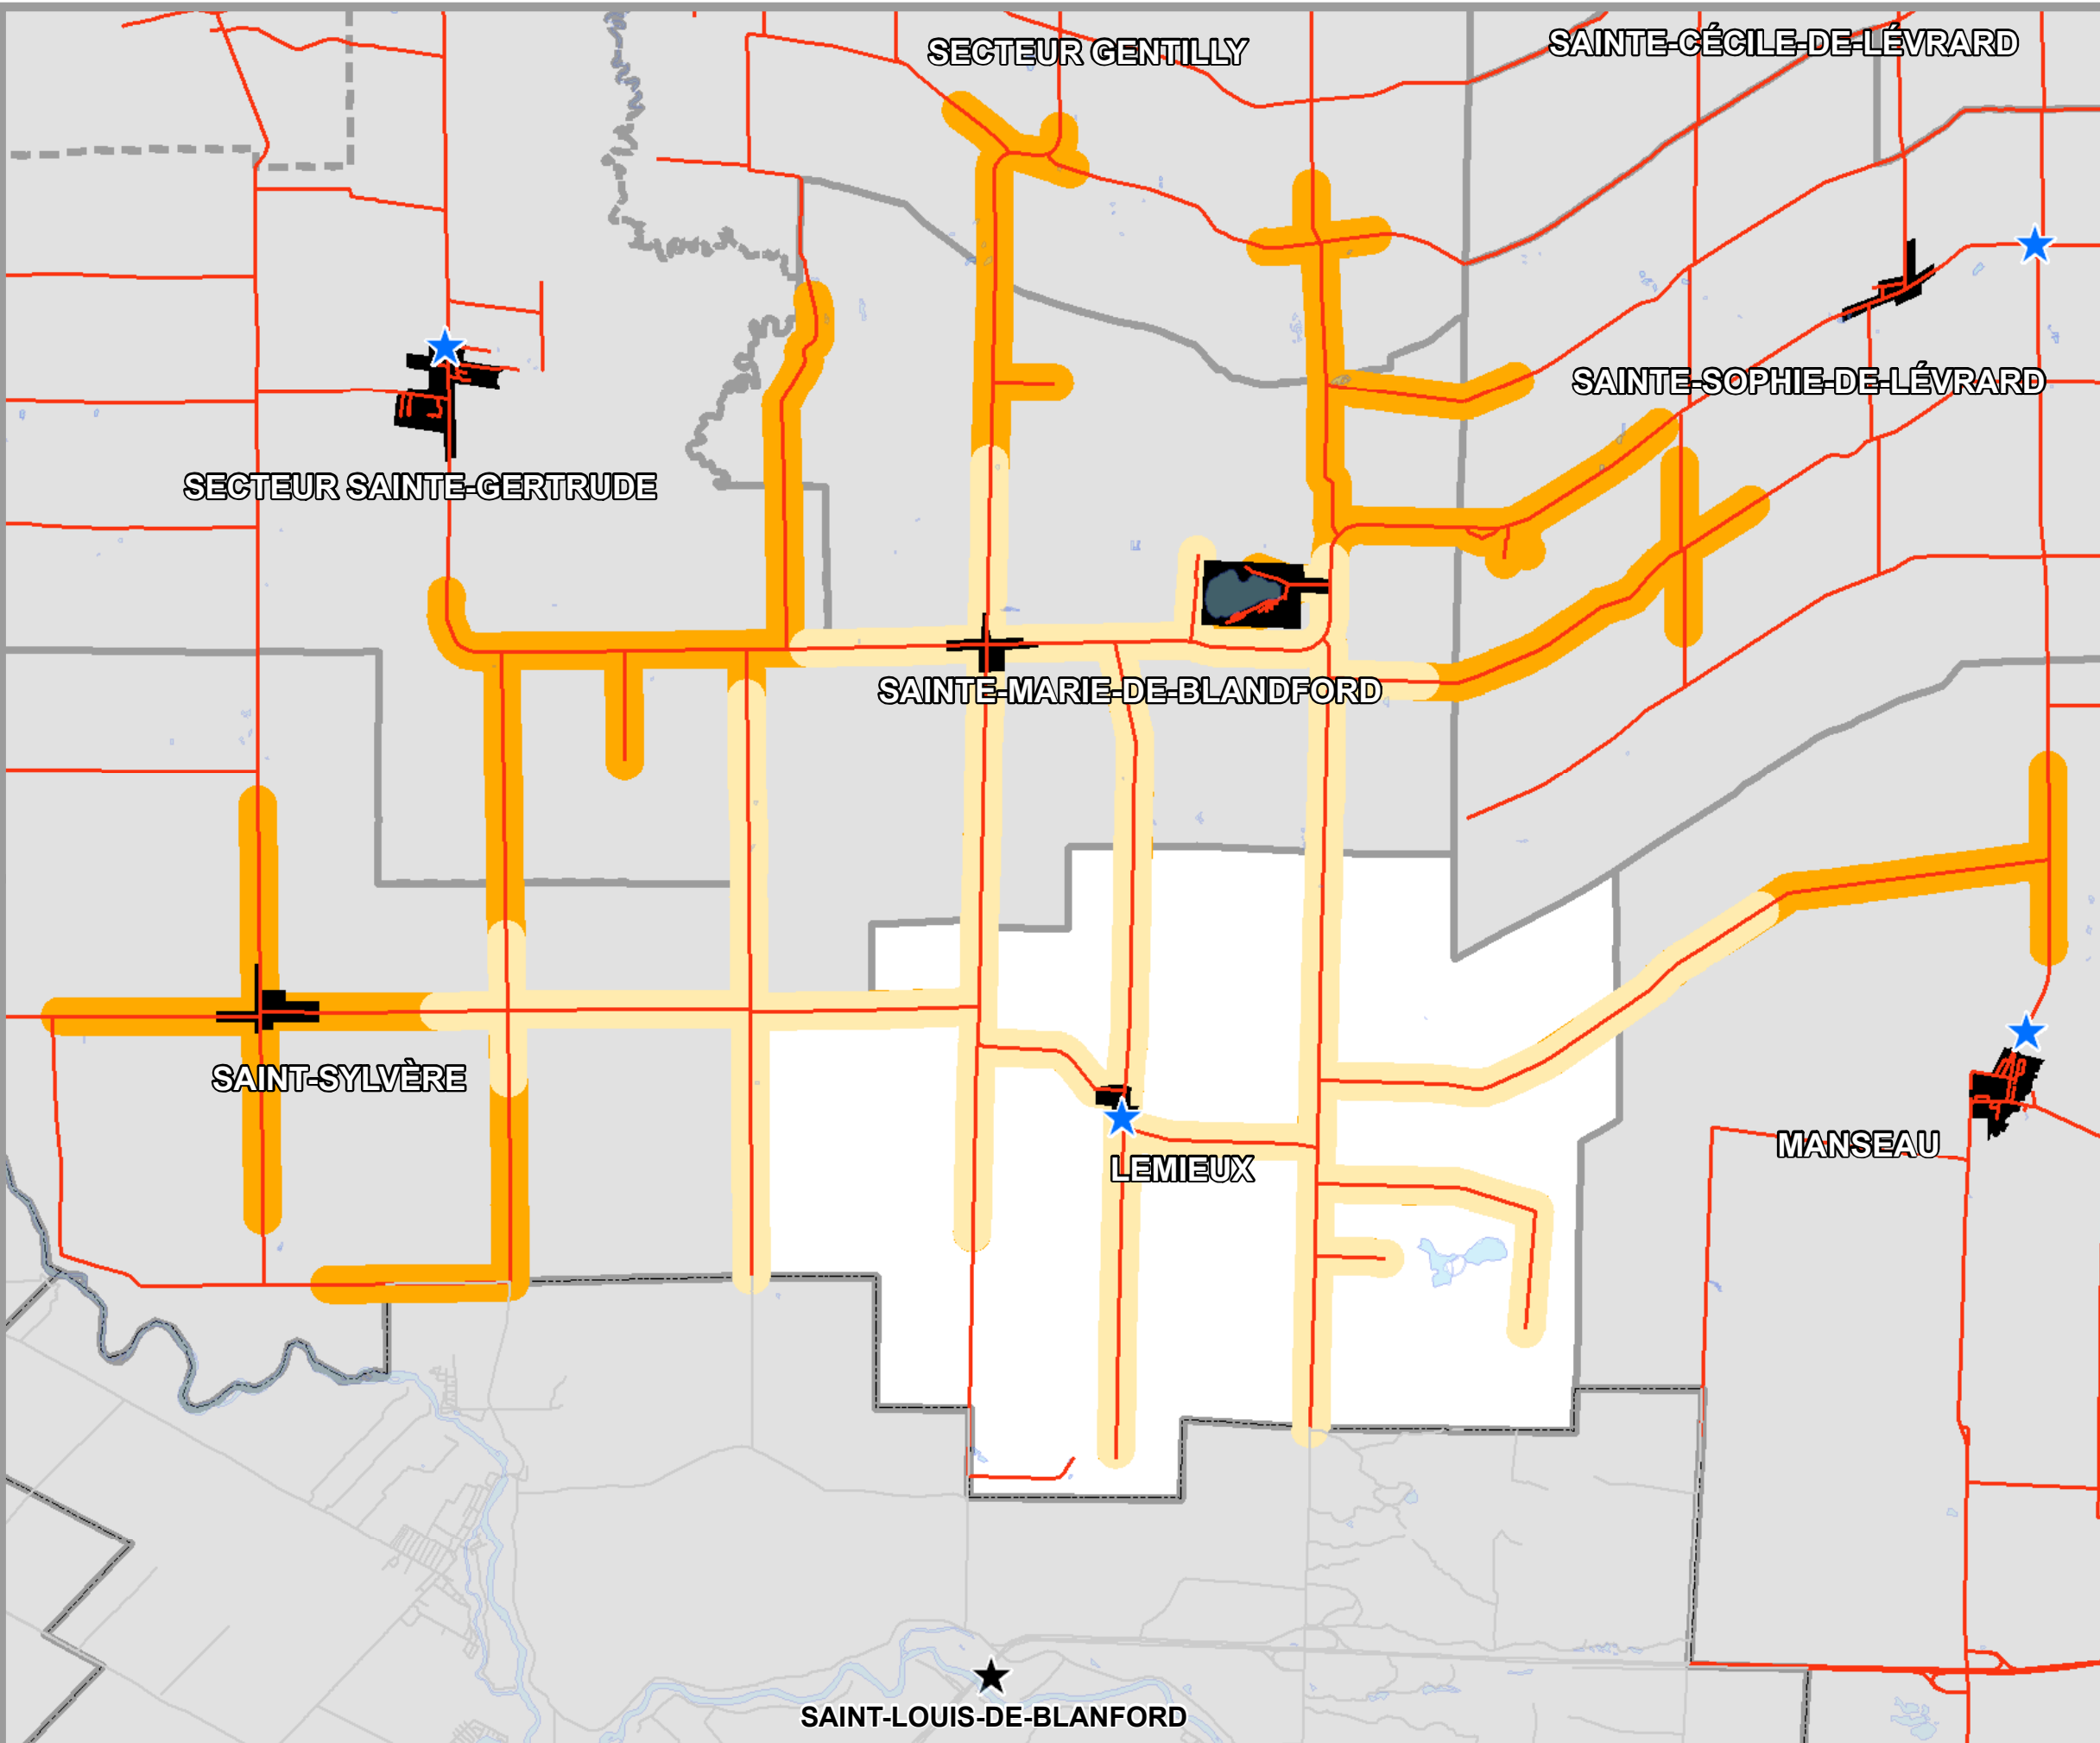 SAINTE-CÉCILE-DE-LÉVRARD
SECTEUR GENTILLY
SAINTE-SOPHIE-DE-LÉVRARD
SECTEUR SAINTE-GERTRUDE
SAINTE-MARIE-DE-BLANDFORD
SAINT-SYLVÈRE
MANSEAU
LEMIEUX
SAINT-LOUIS-DE-BLANFORD